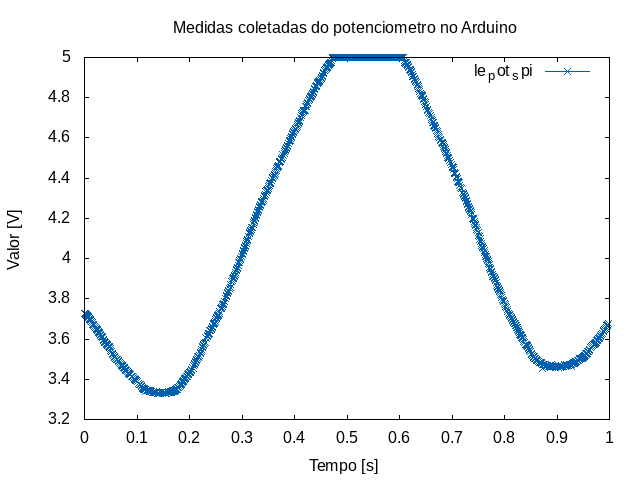 Medidas coletadas do potenciometro no Arduino
le_pot_spi
5
4.8
4.6
4.4
4.2
4
3.8
3.6
3.4
3.2
Valor [V]
0 0.1 0.2 0.3 0.4 0.5 0.6 0.7 0.8 0.9 1
Tempo [s]